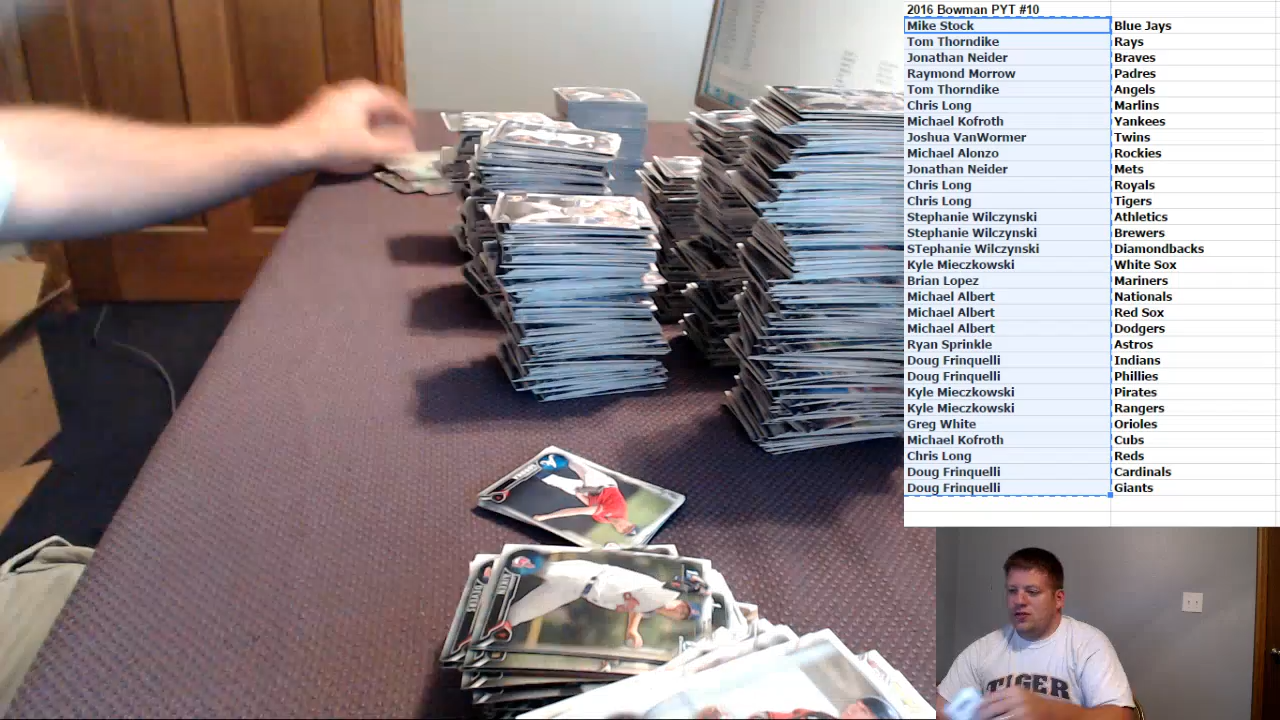 2016 Bowman PYT #10
Mike Stock Blue Jays
Tom Thorndike Rays
Jonathan Neider Braves
Raymond Morrow Padres
Tom Thorndike Angels
Chris Long Marlins
Michael Kofroth Yankees
Joshua VanWormer Twins
Michael Alonzo Rockies
Jonathan Neider Mets
Chris Long Royals
Chris Long Tigers
Stephanie Wilczynski Athletics
Stephanie Wilczynski Brewers
STephanie Wilczynski Diamondbacks
Kyle Mieczkowski White Sox
Brian Lopez Mariners
Michael Albert Nationals
Michael Albert Red Sox
Michael Albert Dodgers
Ryan Sprinkle Astros
Doug Frinquelli Indians
Doug Frinquelli Phillies
Kyle Mieczkowski Pirates
Kyle Mieczkowski Rangers
Greg White Orioles
Michael Kofroth Cubs
Chris Long Reds
Doug Frinquelli Cardinals
Doug Frinquelli Giants
AIKEN
TIGER